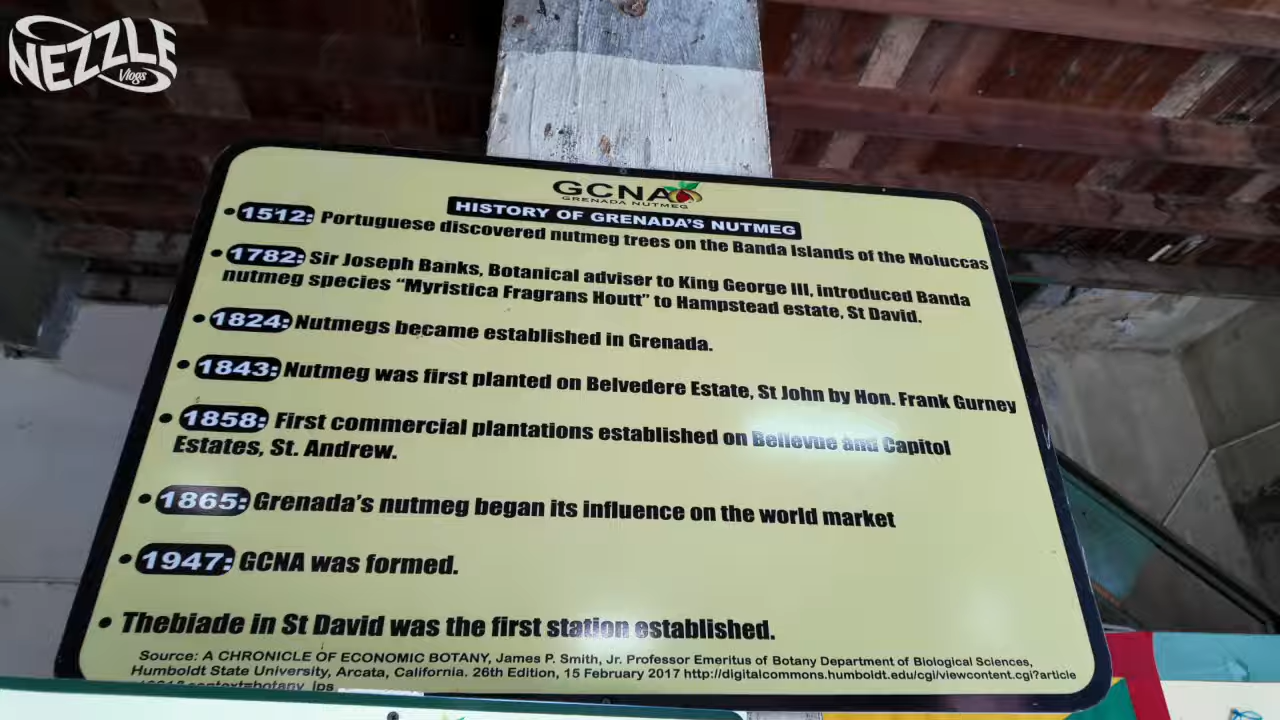 NEZZLE
Vlogs
GCNA
GRENADA NUTMEG
HISTORY OF GRENADA'S NUTMEG
• 1512: Portuguese discovered nutmeg trees on the Banda Islands of the Moluccas
• 1782: Sir Joseph Banks, Botanical adviser to King George III, introduced Banda
nutmeg species "Myristica Fragrans Houtt" to Hampstead estate, St David.
• 1824: Nutmegs became established in Grenada.
• 1843: Nutmeg was first planted on Belvedere Estate, St John by Hon. Frank Gurney
• 1858: First commercial plantations established on Bellevue and Capitol
Estates, St. Andrew.
• 1865: Grenada's nutmeg began its influence on the world market
• 1947: GCNA was formed.
• Thebiade in St David was the first station established.
Source: A CHRONICLE OF ECONOMIC BOTANY, James P. Smith, Jr. Professor Emeritus of Botany Department of Biological Sciences,
Humboldt State University, Arcata, California. 26th Edition, 15 February 2017 http://digitalcommons.humboldt.edu/cgi/viewcontent.cgi?article